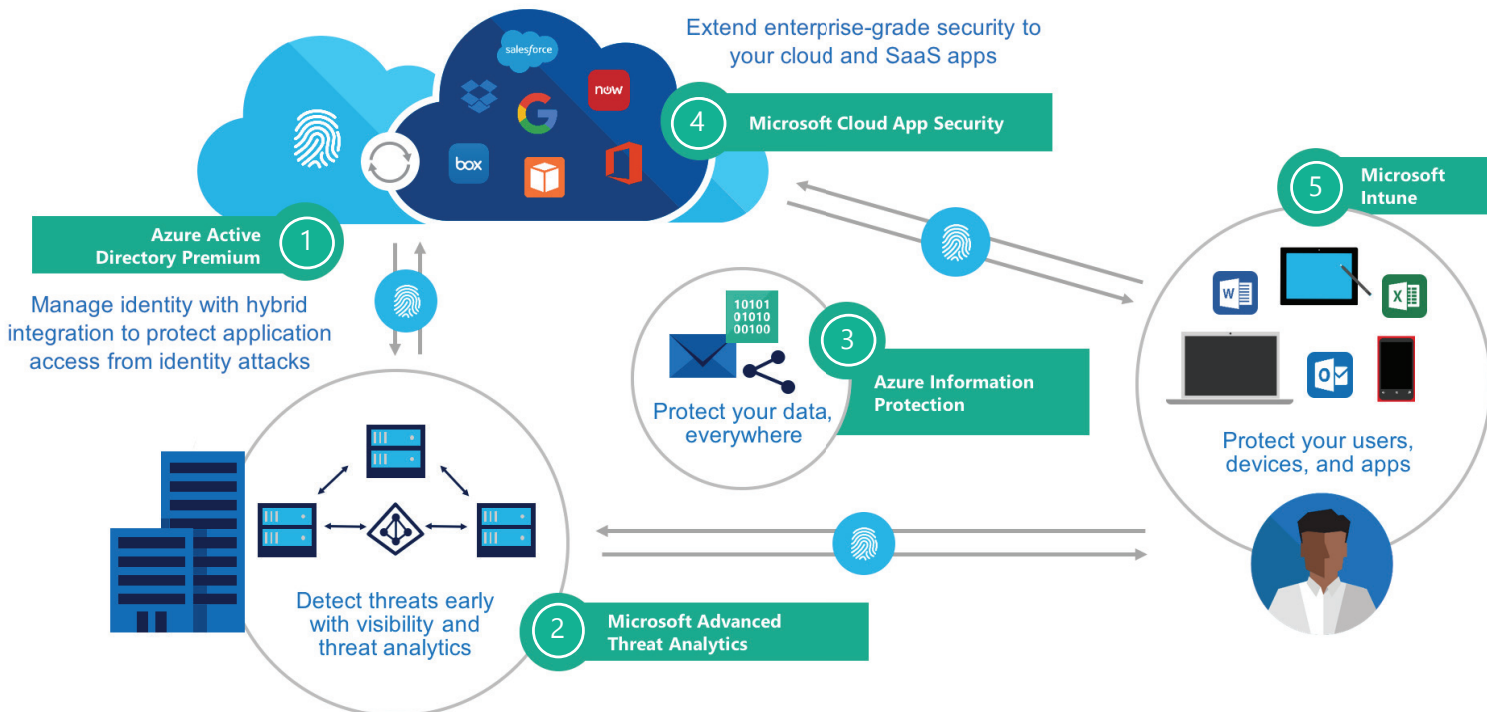 Extend enterprise-grade security to
your cloud and SaaS apps
salesforce
now
box
4
Microsoft Cloud App Security
5
Microsoft
Intune
1
Azure Active
Directory Premium
Manage identity with hybrid
integration to protect application
access from identity attacks
10101
01010
00100
3
Azure Information
Protection
Protect your data,
everywhere
W
X
O
Protect your users,
devices, and apps
Detect threats early
with visibility and
threat analytics
2
Microsoft Advanced
Threat Analytics